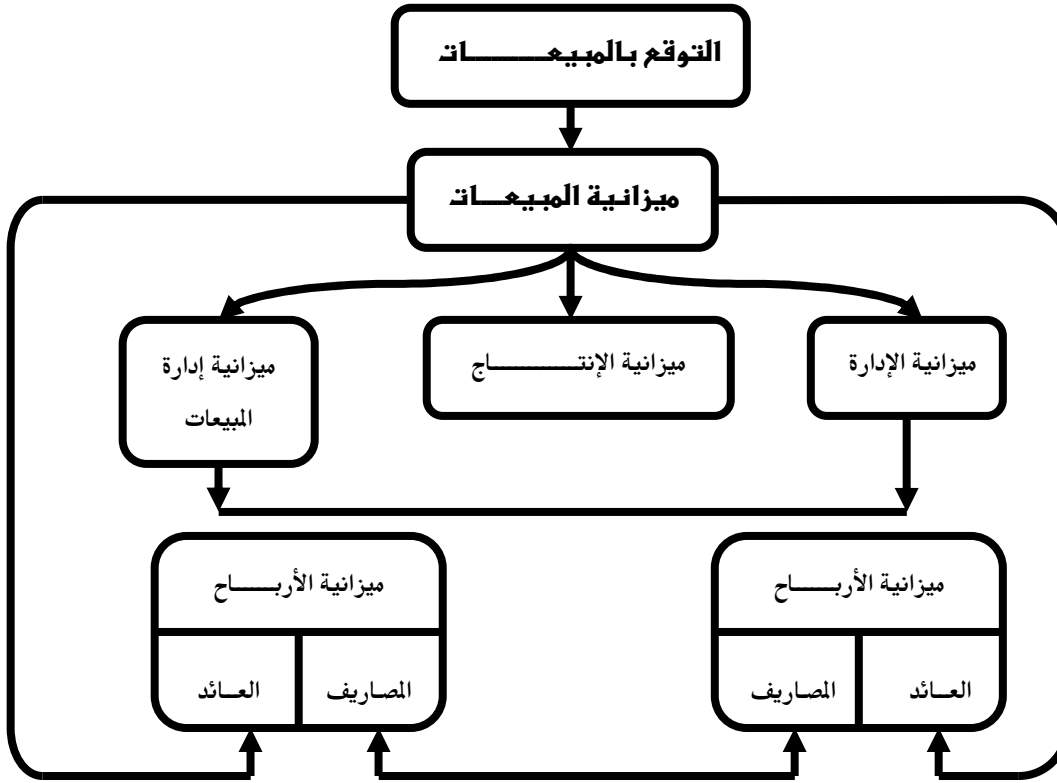 التوقع بالمبيعات
ميزانية المبيعات
ميزانية الإدارة
ميزانية الإنتاج
ميزانية إدارة
المبيعات
ميزانية الأرباح
العائد
المصاريف
ميزانية الأرباح
المصاريف
العائد